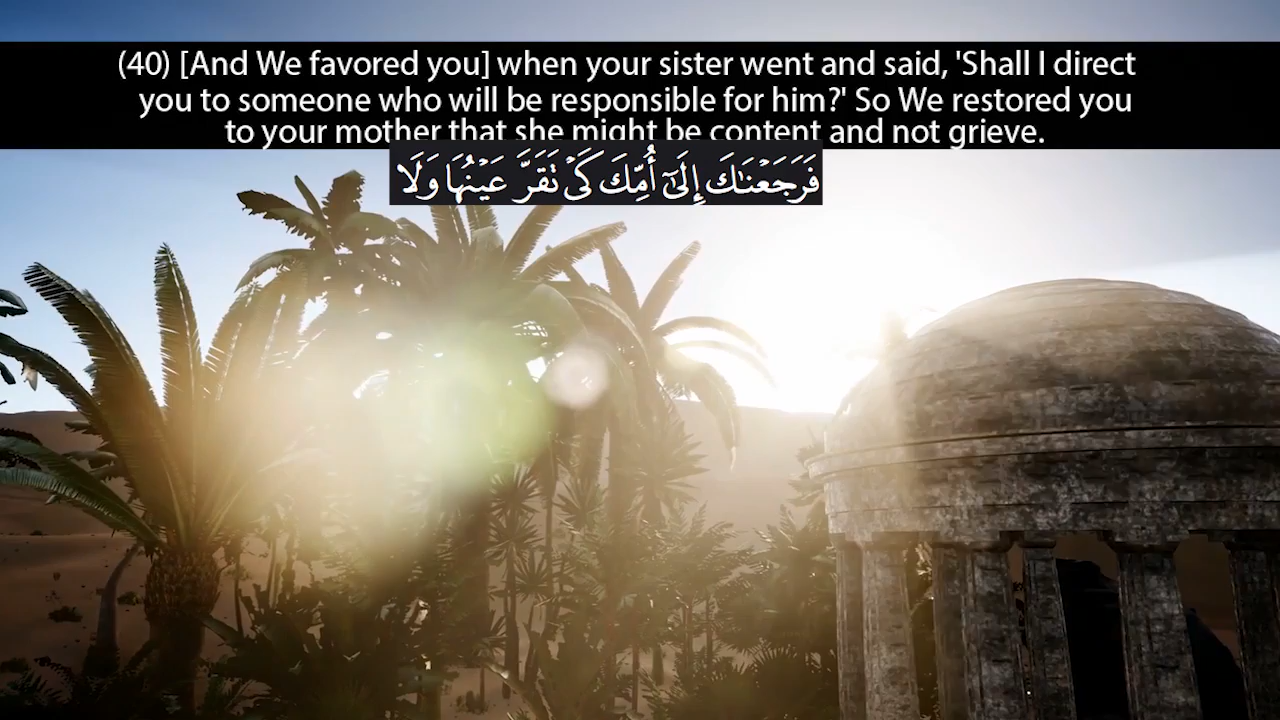 (40) [And We favored you] when your sister went and said, 'Shall I direct
you to someone who will be responsible for him?' So We restored you
to your mother that she might be content and not grieve.
فَرَجَعْنَـٰكَ إِلَىٰٓ أُمِّكَ كَىْ تَقَرَّ عَيْنُهَا وَلَا